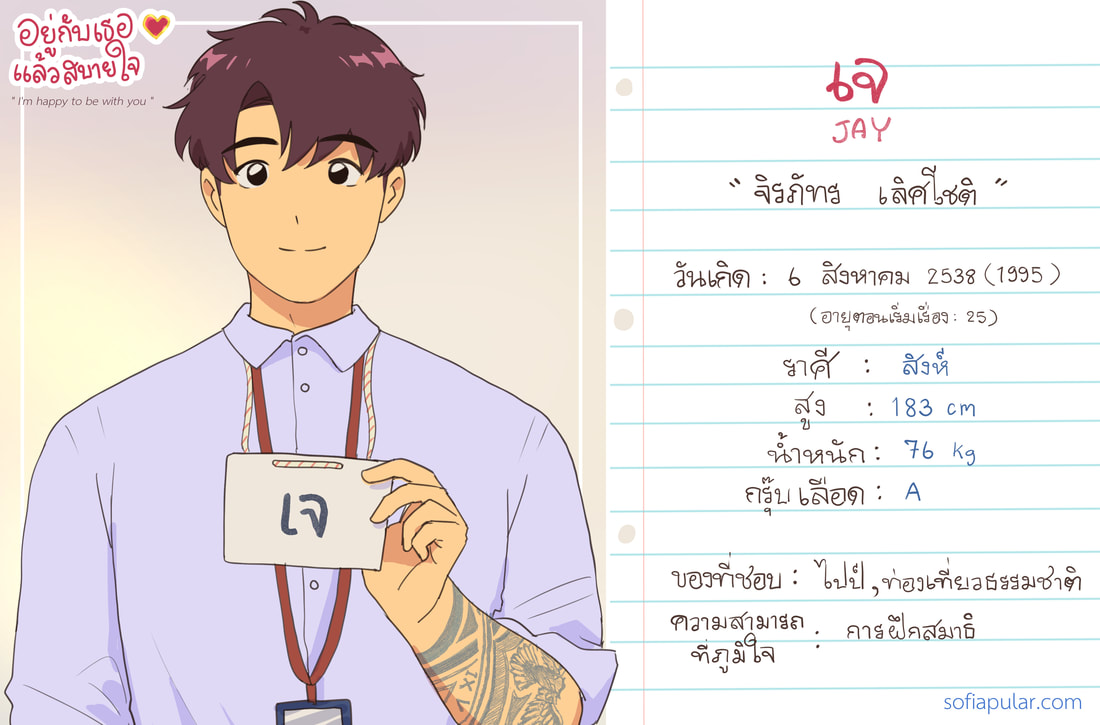 อยู่กับเธอ
แล้วสบายใจ
" I'm happy to be with you "
เจ
เจ
JAY
" จิรภัทร เลิศโชติ "
วันเกิด : 6 สิงหาคม 2538 (1995)
(อายุตอนเริ่มเรื่อง : 25)
ราศี : สิงห์
สูง : 183 cm
น้ำหนัก : 76 kg
กรุ๊บ เลือด : A
ของที่ชอบ : ไปป์ , ท่องเที่ยวธรรมชาติ
ความสามารถ
ที่ภูมิใจ : การฝึกสมาธิ
sofiapular.com